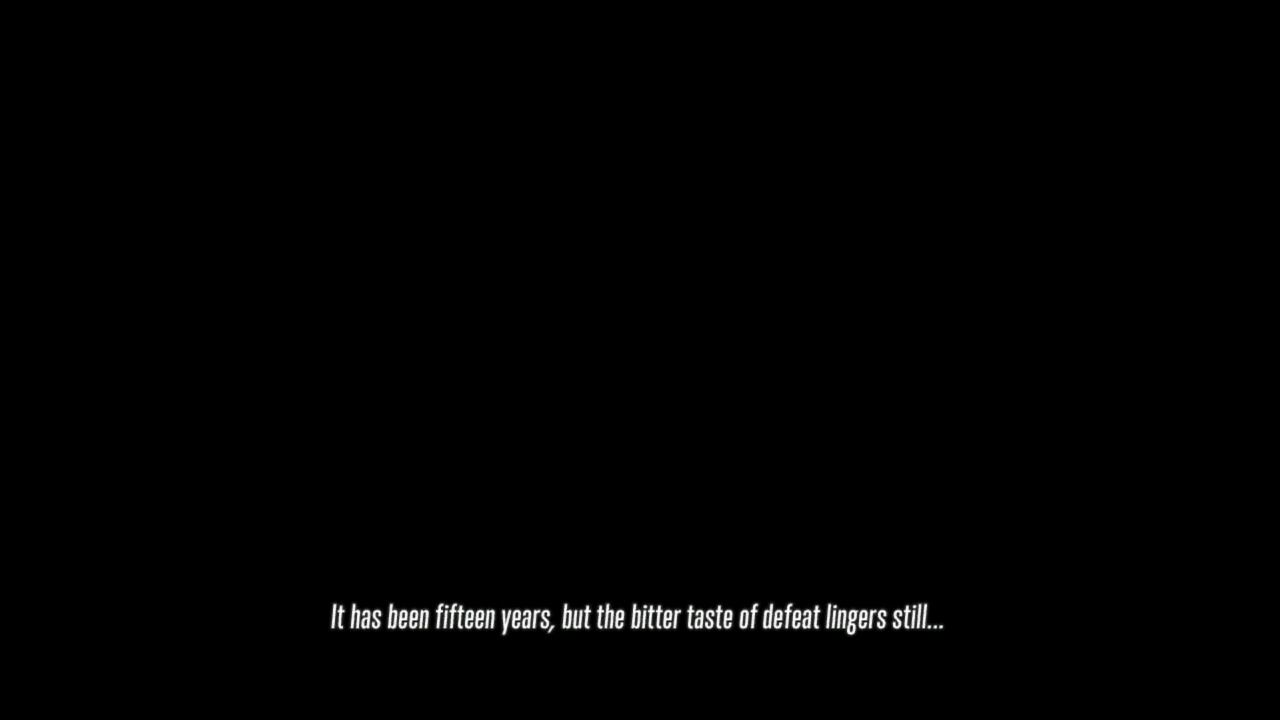 It has been fifteen years, but the bitter taste of defeat lingers still...